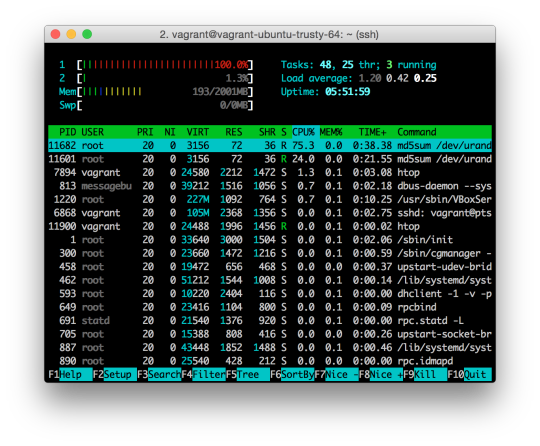 2. vagrant@vagrant-ubuntu-trusty-64: ~ (ssh)
1 [||||||||||||||||||||||||100.0%] Tasks: 48, 25 thr; 3 running
2 [| 1.3%] Load average: 1.20 0.42 0.25
Mem[||||||||||| 193/2001MB] Uptime: 05:51:59
Swp[ 0/0MB]
PID USER PRI NI VIRT RES SHR S CPU% MEM% TIME+ Command
11682 root 20 0 3156 72 36 R 75.3 0.0 0:38.38 md5sum /dev/urand
11601 root 20 0 3156 72 36 R 24.0 0.0 0:21.55 md5sum /dev/urand
7894 vagrant 20 0 24580 2212 1472 S 1.3 0.1 0:03.08 htop
813 messagebu 20 0 39212 1516 1056 S 0.7 0.1 0:02.18 dbus-daemon --sys
1220 root 20 0 227M 1092 764 S 0.7 0.1 0:10.25 /usr/sbin/VBoxSer
6868 vagrant 20 0 105M 2368 1356 S 0.0 0.1 0:02.75 sshd: vagrant@pts
11900 vagrant 20 0 24488 1996 1456 R 0.0 0.1 0:00.02 htop
1 root 20 0 33640 3000 1504 S 0.0 0.1 0:02.06 /sbin/init
300 root 20 0 23660 1472 1216 S 0.0 0.1 0:00.59 /sbin/cgmanager -
458 root 20 0 19472 656 468 S 0.0 0.0 0:00.37 upstart-udev-brid
462 root 20 0 51212 1544 1008 S 0.0 0.1 0:00.14 /lib/systemd/syst
593 root 20 0 10220 2404 116 S 0.0 0.1 0:00.00 dhclient -1 -v -p
649 root 20 0 23416 1104 800 S 0.0 0.1 0:00.09 rpcbind
691 statd 20 0 21540 1376 920 S 0.0 0.1 0:00.00 rpc.statd -L
705 root 20 0 15388 808 416 S 0.0 0.0 0:00.26 upstart-socket-br
887 root 20 0 43448 1852 1488 S 0.0 0.1 0:00.46 /lib/systemd/syst
890 root 20 0 25540 428 212 S 0.0 0.0 0:00.00 rpc.idmapd
F1Help F2Setup F3SearchF4FilterF5Tree F6SortByF7Nice -F8Nice +F9Kill F10Quit